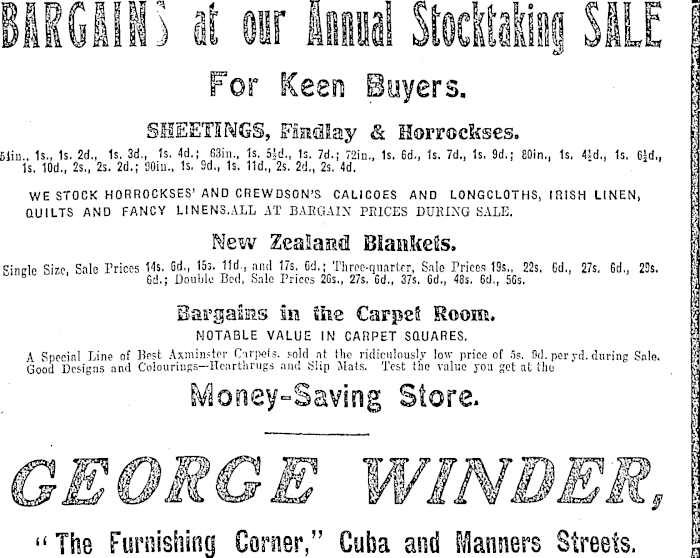 BARGAINS at our Annual Stocktaking SALE
For Keen Buyers.
SHEETINGS, Findlay & Horrockses.
54in., 1s., 1s. 2d., 1s. 3d., 1s. 4d.; 63in., 1s. 5½d., 1s. 7d.; 72in., 1s. 6d., 1s. 7d., 1s. 9d.; 80in., 1s. 4½d., 1s. 6½d.,
1s. 10d., 2s., 2s. 2d.; 90in., 1s. 9d., 1s. 11d., 2s. 2d., 2s. 4d.
WE STOCK HORROCKSES' AND CREWDSON'S CALICOES AND LONGCLOTHS, IRISH LINEN,
QUILTS AND FANCY LINENS. ALL AT BARGAIN PRICES DURING SALE.
New Zealand Blankets.
Single Size, Sale Prices 14s. 6d., 15s. 11d., and 17s. 6d.; Three-quarter, Sale Prices 19s., 22s. 6d., 27s. 6d., 29s.
6d.; Double Bed, Sale Prices 26s., 27s. 6d., 37s. 6d., 48s. 6d., 56s.
Bargains in the Carpet Room.
NOTABLE VALUE IN CARPET SQUARES.
A Special Line of Best Axminster Carpets, sold at the ridiculously low price of 5s. 9d. per yd. during Sale.
Good Designs and Colourings—Hearthrugs and Slip Mats. Test the value you get at the
Money-Saving Store.
GEORGE WINDER,
"The Furnishing Corner," Cuba and Manners Streets.